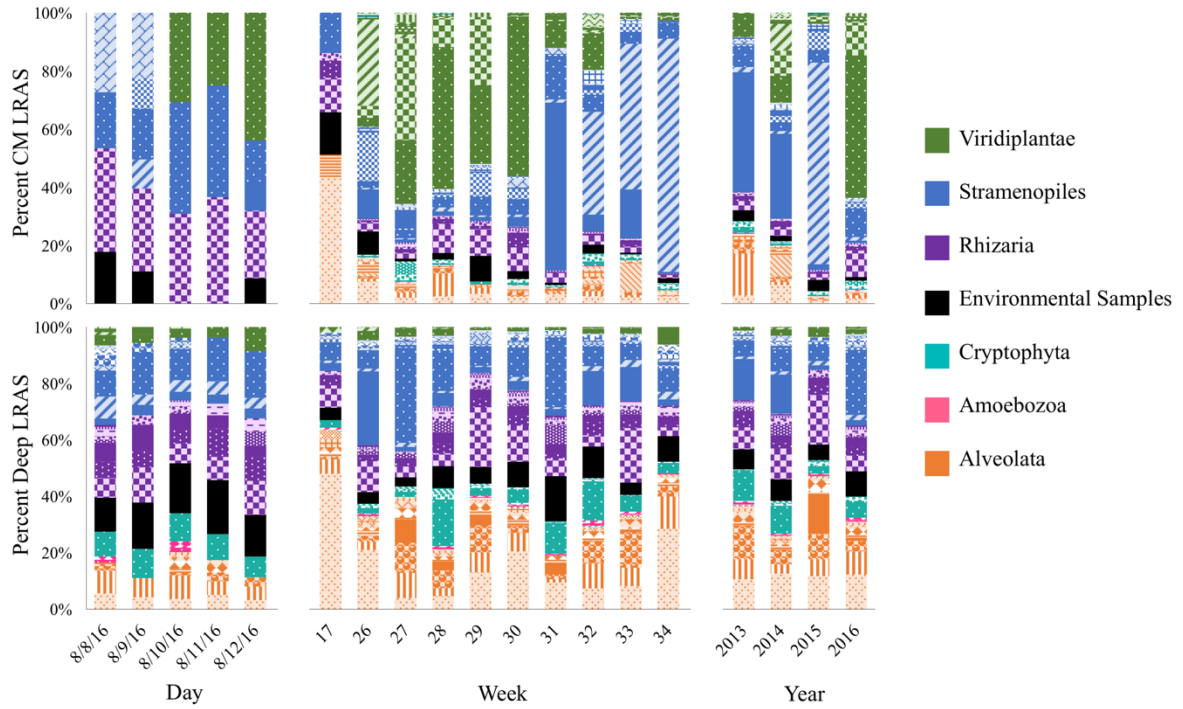 Percent CM LRAS
100%
80%
60%
40%
20%
0%
Percent Deep LRAS
100%
80%
60%
40%
20%
0%
8/8/16 8/9/16 8/10/16 8/11/16 8/12/16
17 26 27 28 29 30 31 32 33 34
2013 2014 2015 2016
Day Week Year
Viridiplantae
Stramenopiles
Rhizaria
Environmental Samples
Cryptophyta
Amoebozoa
Alveolata